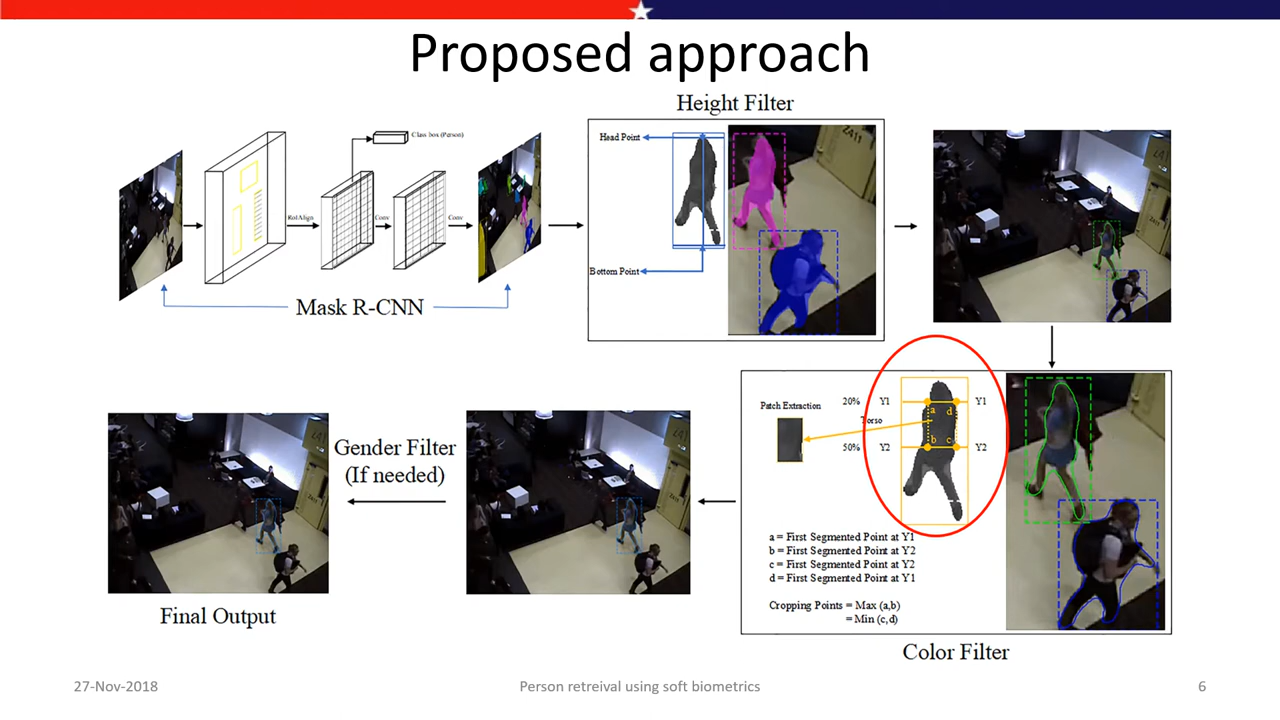 Proposed approach
Height Filter
Class box (Person)
Head Point
RoIAlign
Conv
Conv
Bottom Point
Mask R-CNN
Patch Extraction
20%
Y1
a
d
Y1
Torso
50%
Y2
b
c
Y2
Gender Filter
(If needed)
a = First Segmented Point at Y1
b = First Segmented Point at Y2
c = First Segmented Point at Y2
d = First Segmented Point at Y1
Cropping Points = Max (a,b)
= Min (c,d)
Final Output
Color Filter
27-Nov-2018
Person retreival using soft biometrics
6